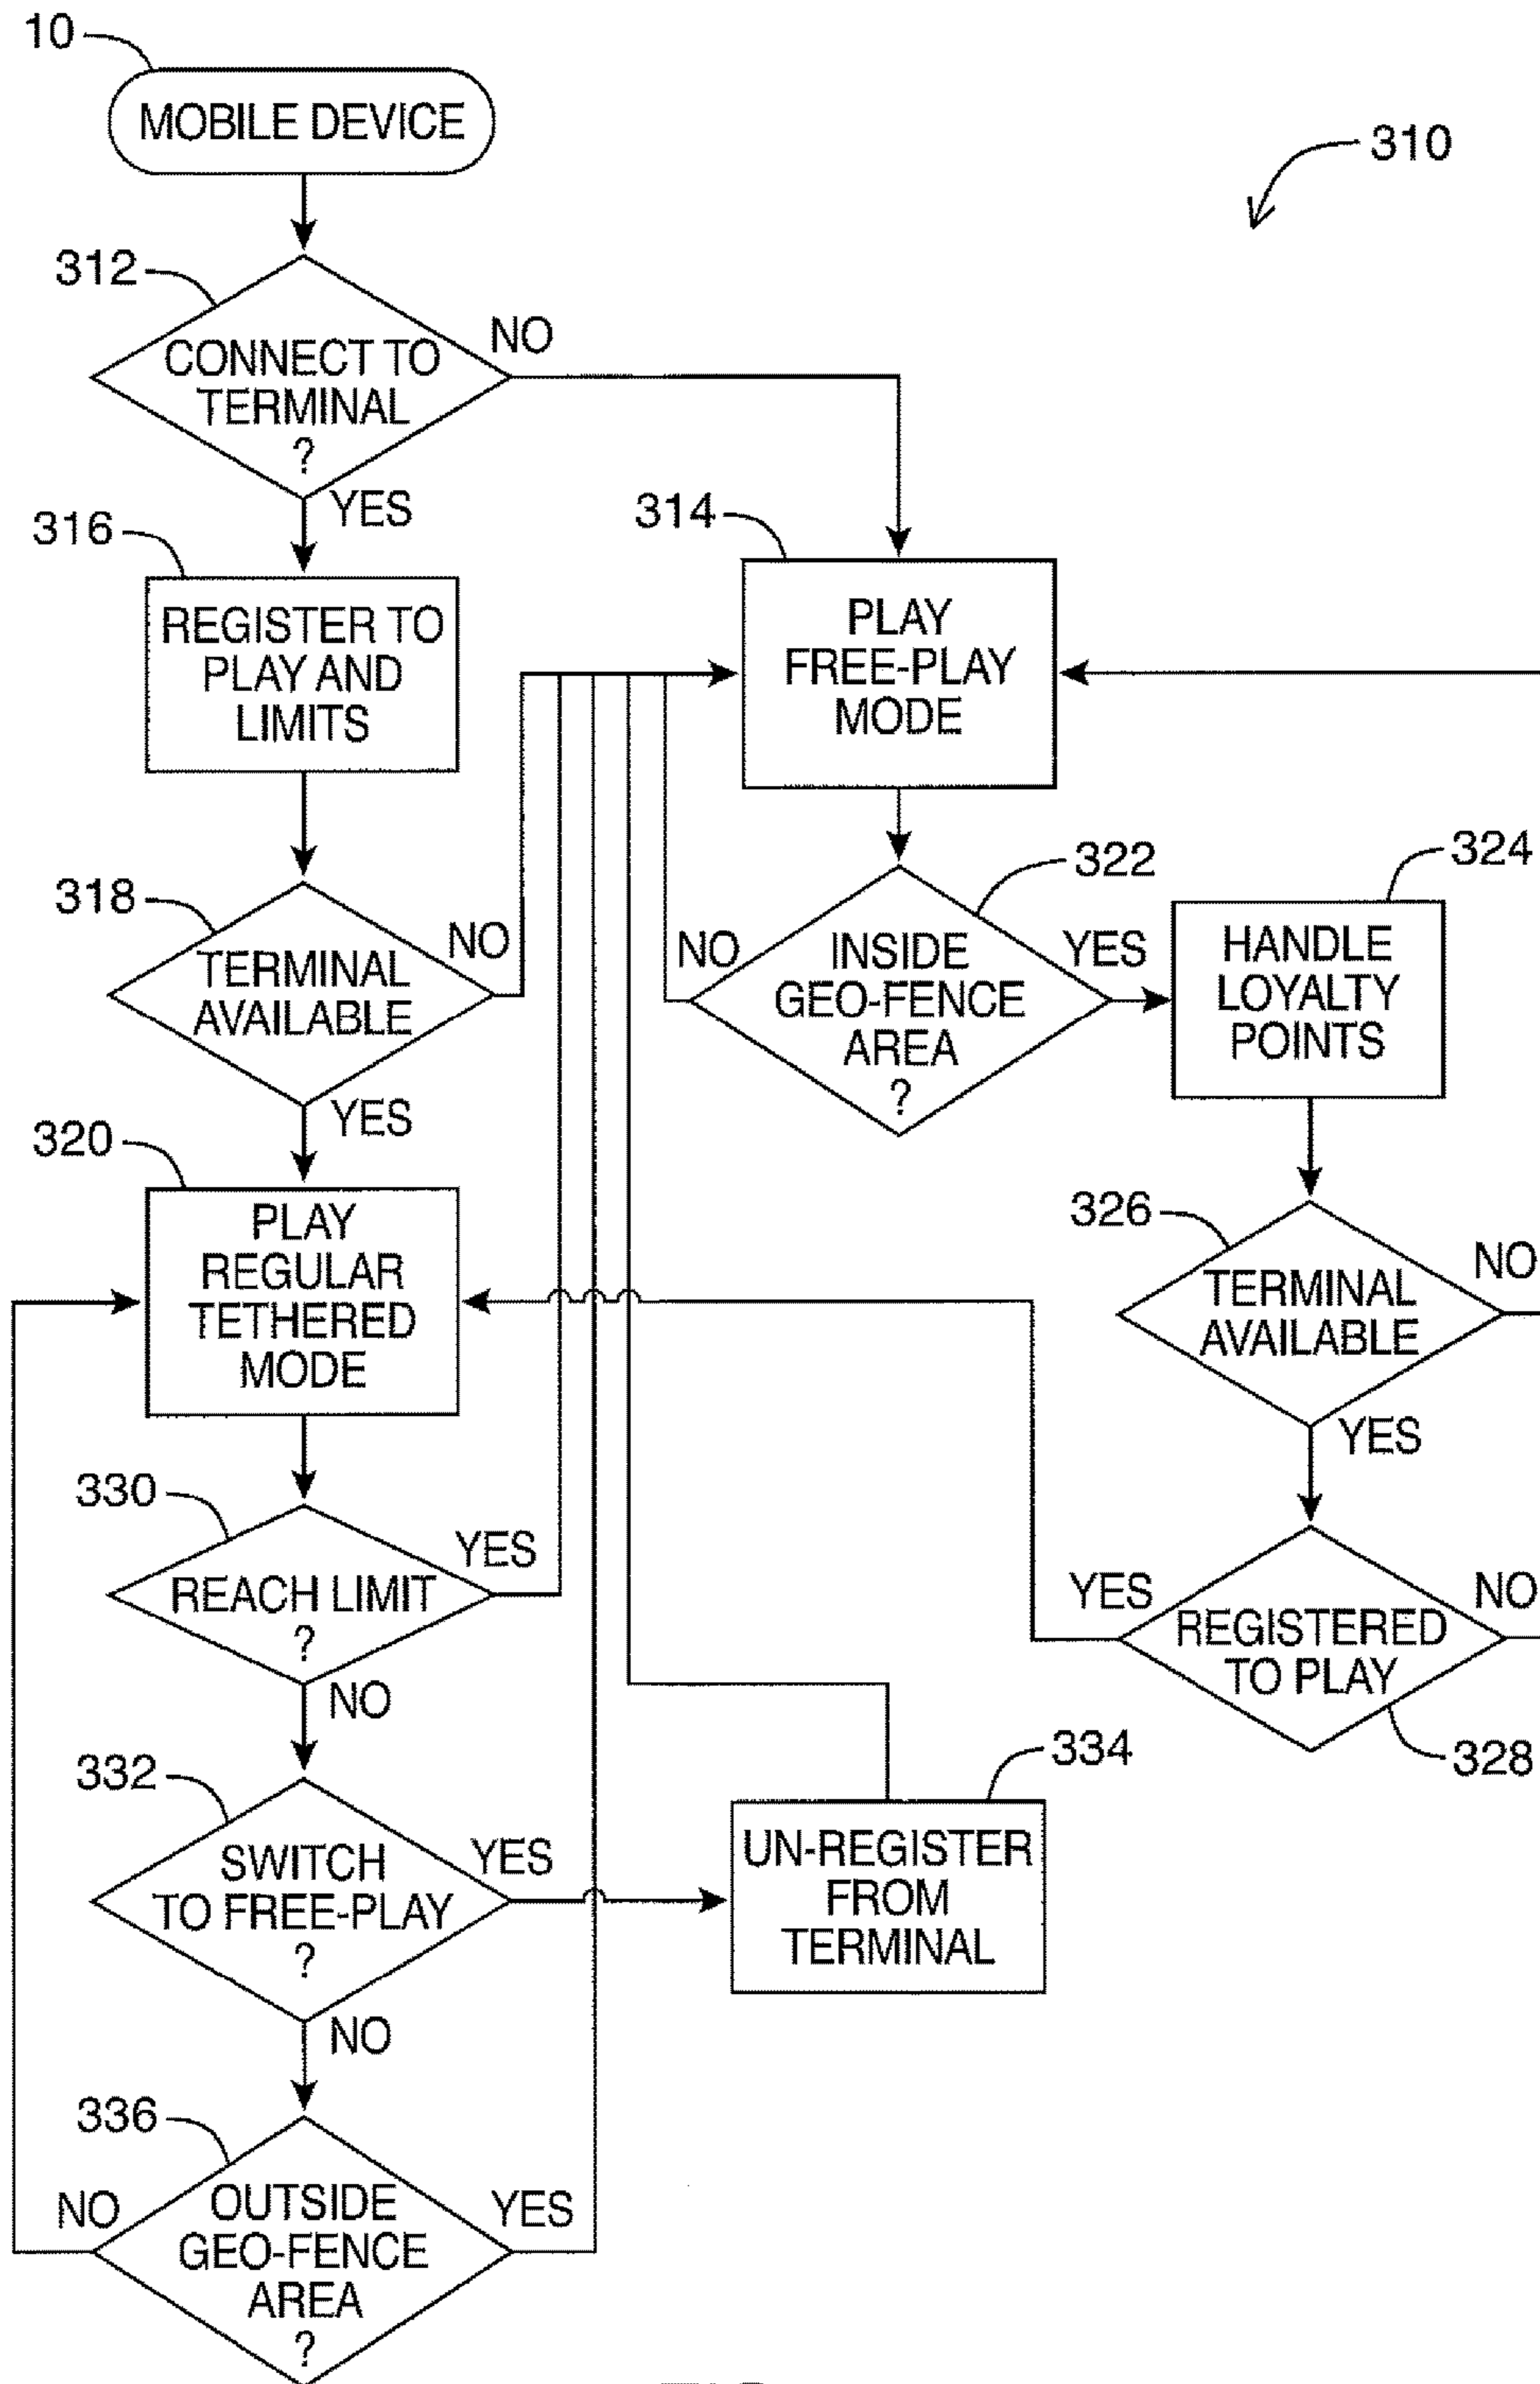 10
MOBILE DEVICE
310
312
CONNECT TO
TERMINAL
?
NO
YES
316
REGISTER TO
PLAY AND
LIMITS
314
PLAY
FREE-PLAY
MODE
318
TERMINAL
AVAILABLE
NO
YES
322
INSIDE
GEO-FENCE
AREA
?
NO
YES
324
HANDLE
LOYALTY
POINTS
320
PLAY
REGULAR
TETHERED
MODE
326
TERMINAL
AVAILABLE
NO
YES
330
REACH LIMIT
?
YES
NO
YES
REGISTERED
TO PLAY
NO
328
332
SWITCH
TO FREE-PLAY
?
YES
NO
334
UN-REGISTER
FROM
TERMINAL
336
OUTSIDE
GEO-FENCE
AREA
?
NO
YES